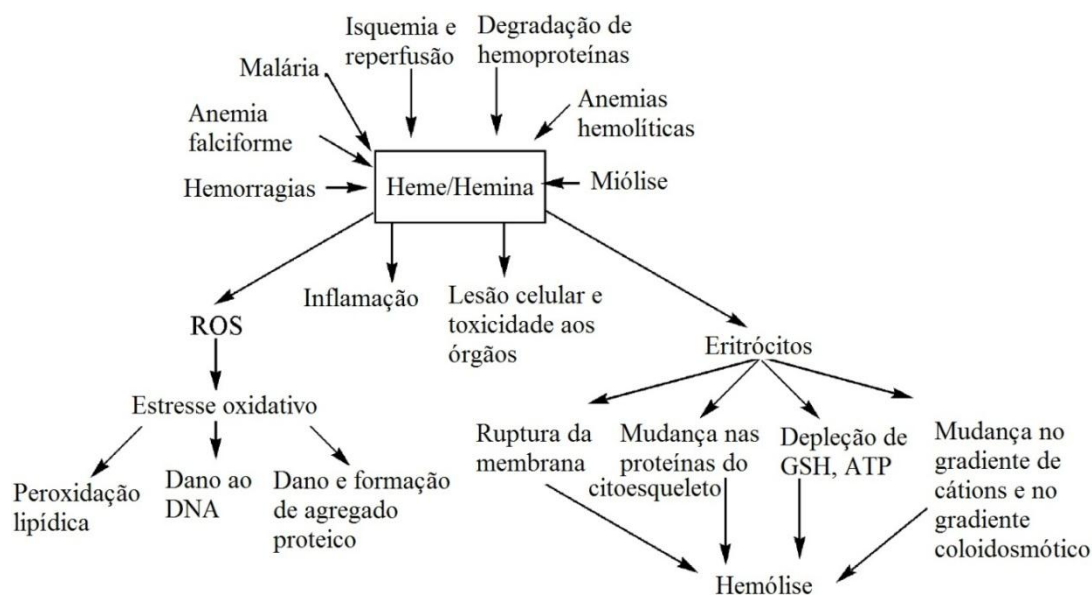 Isquemia e
reperfusão
Degradação de
hemoproteínas
Malária
Anemia
falciforme
Anemias
hemolíticas
Hemorragias
Heme/Hemina
Miólise
Inflamação
Lesão celular e
toxicidade aos
órgãos
ROS
Eritrócitos
Estresse oxidativo
Peroxidação
lipídica
Dano ao
DNA
Dano e formação
de agregado
proteico
Ruptura da
membrana
Mudança nas
proteínas do
citoesqueleto
Depleção de
GSH, ATP
Mudança no
gradiente de
cátions e no
gradiente
coloidosmótico
Hemólise